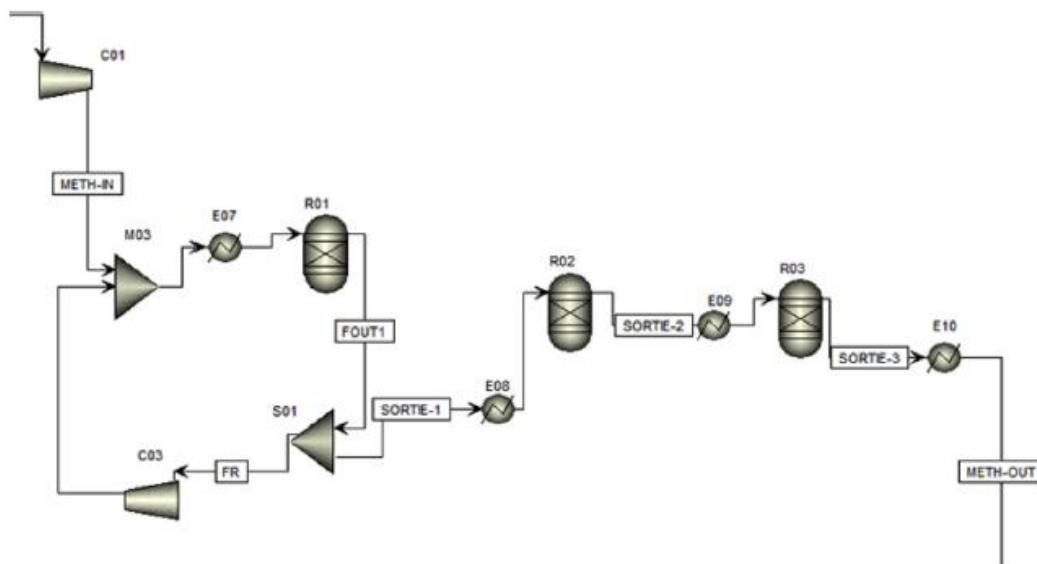 C01
METH-IN
M03
E07
R01
FOUT1
S01
SORTIE-1
E08
FR
C03
R02
SORTIE-2
E09
R03
SORTIE-3
E10
METH-OUT